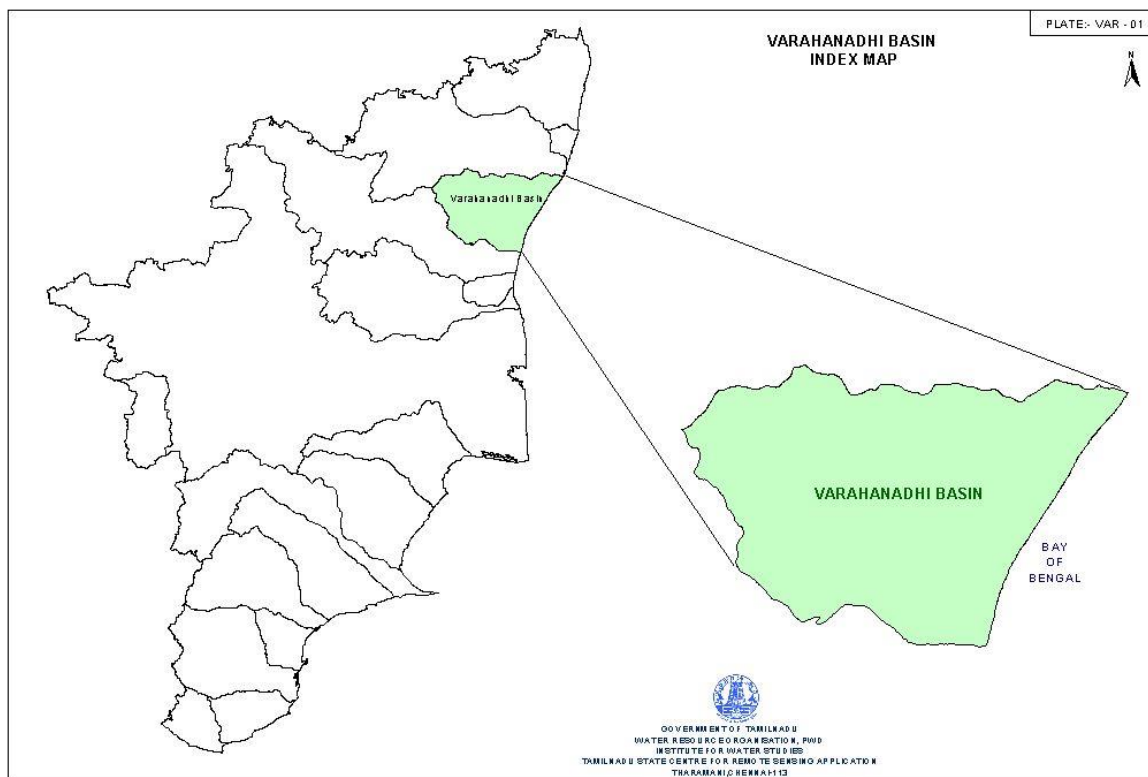 PLATE:- VAR - 01
VARAHANADHI BASIN
INDEX MAP
N
Varahanadhi Basin
VARAHANADHI BASIN
BAY
OF
BENGAL
GOVERNMENT OF TAMILNADU
WATER RESOURCE ORGANISATION, PWD
INSTITUTE FOR WATER STUDIES
TAMILNADU STATE CENTRE FOR REMOTE SENSING APPLICATION
THARAMANI,CHENNAI-113